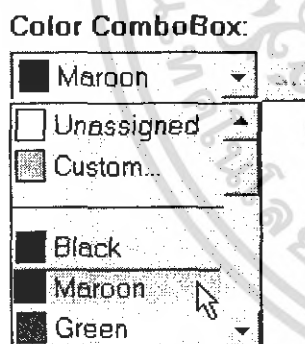 Color ComboBox:
Maroon
Unassigned
Custom...
Black
Maroon
Green